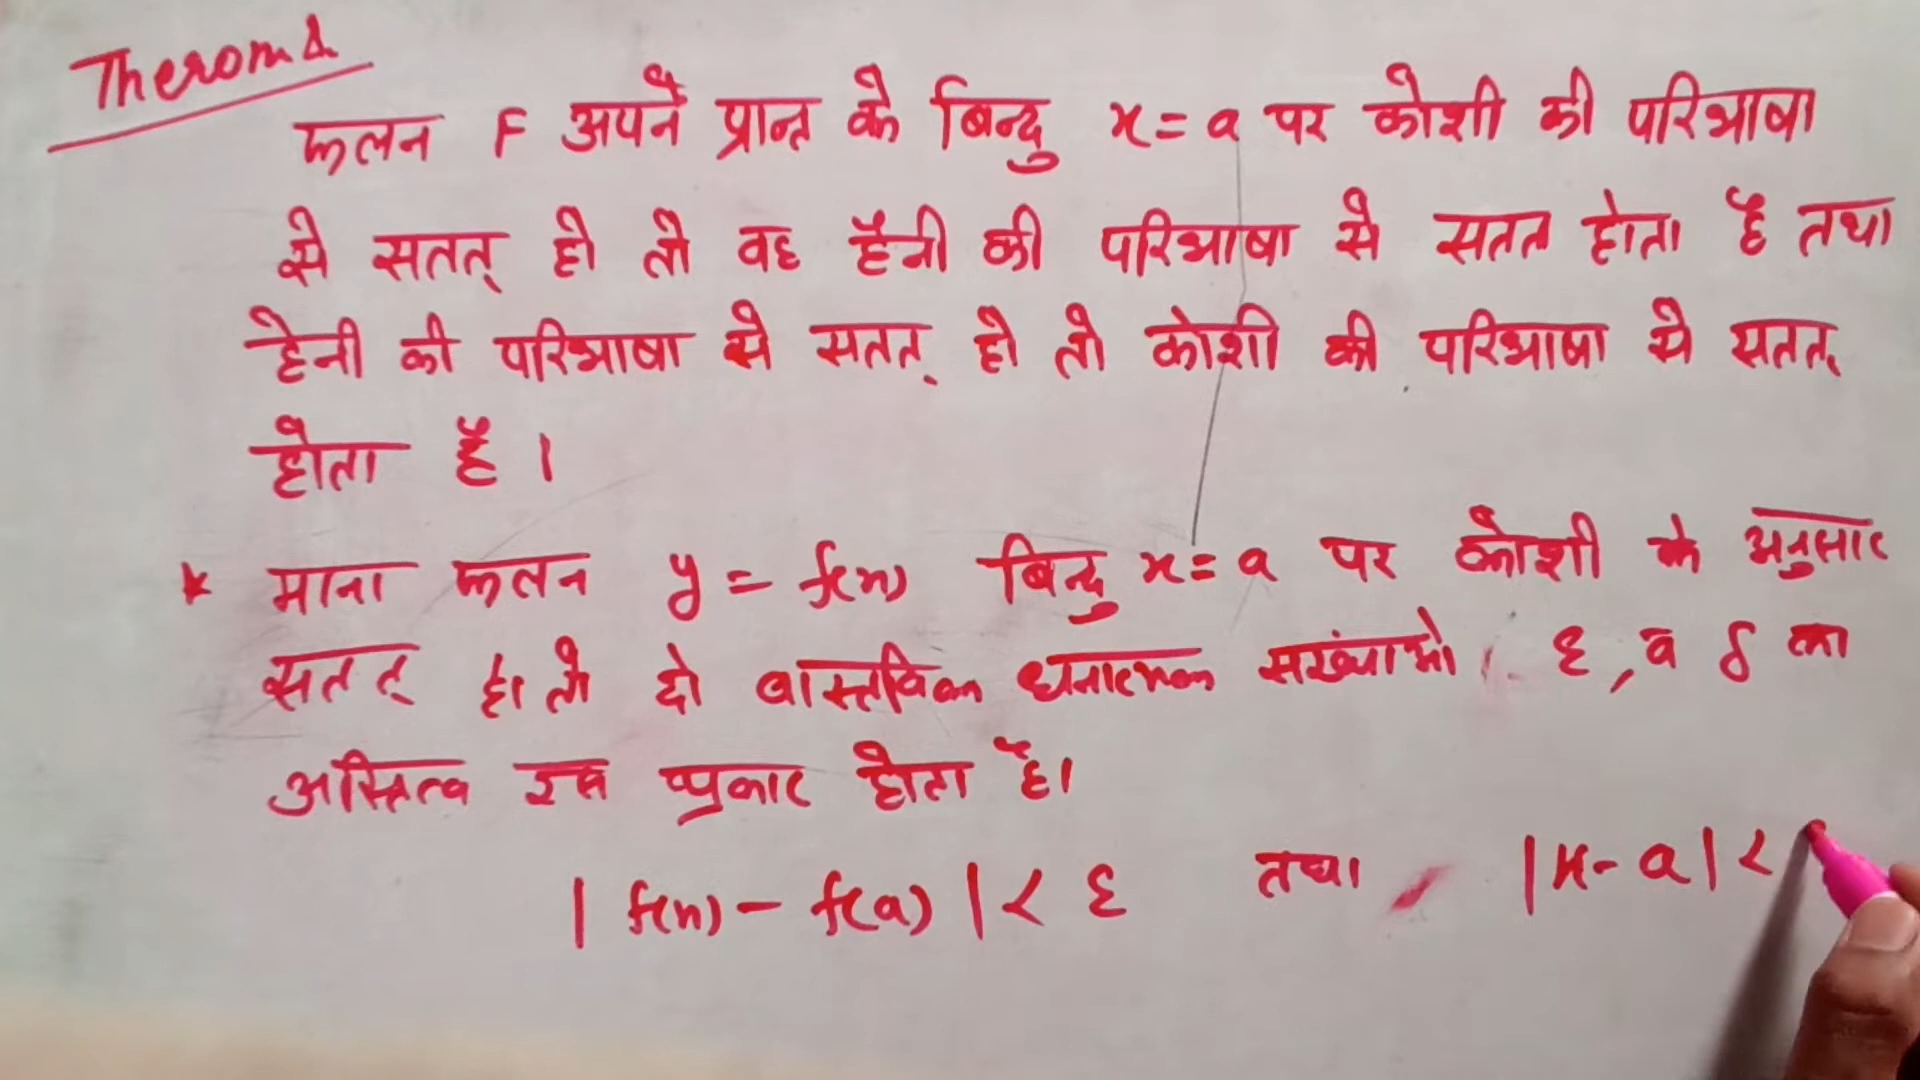 Therom 1
फलन F अपने प्रान्त के बिन्दु x = a पर कोशी की परिभाषा
से सतत् हो तो वह हैनी की परिभाषा से सतत होता है तथा
हैनी की परिभाषा से सतत् हो तो कोशी की परिभाषा से सतत्
होता है ।
* माना फलन y = f(x) बिन्दु x = a पर कोशी के अनुसार
सतत् हो तो दो वास्तविक धनात्मक संख्याओ ε , व δ का
अस्तित्व इस प्रकार होता है।
| f(x) - f(a) | < ε तथा |x - a| <